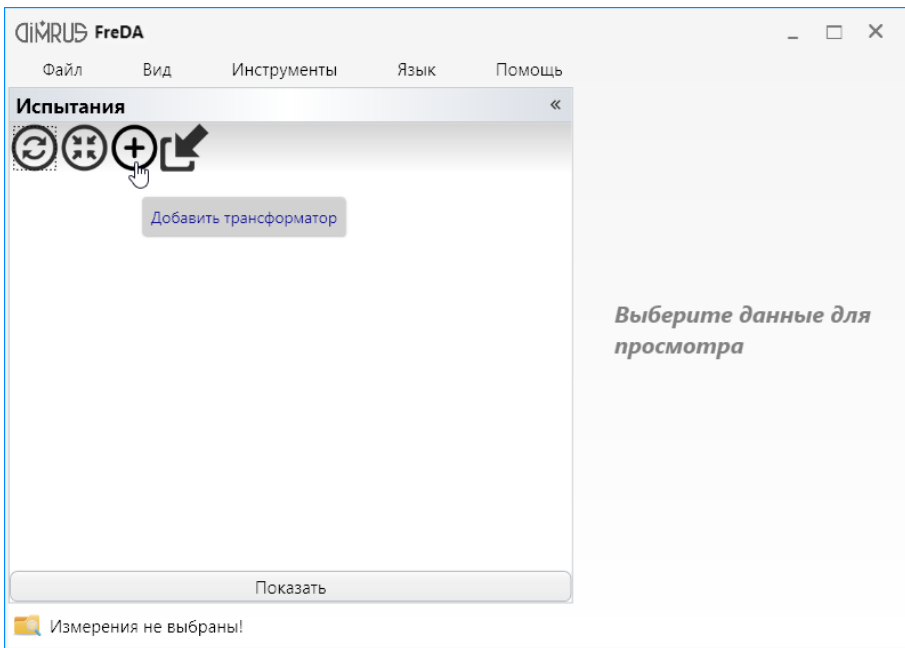 DiMRUS FreDA
Файл Вид Инструменты Язык Помощь
Испытания
Добавить трансформатор
Выберите данные для
просмотра
Показать
Измерения не выбраны!